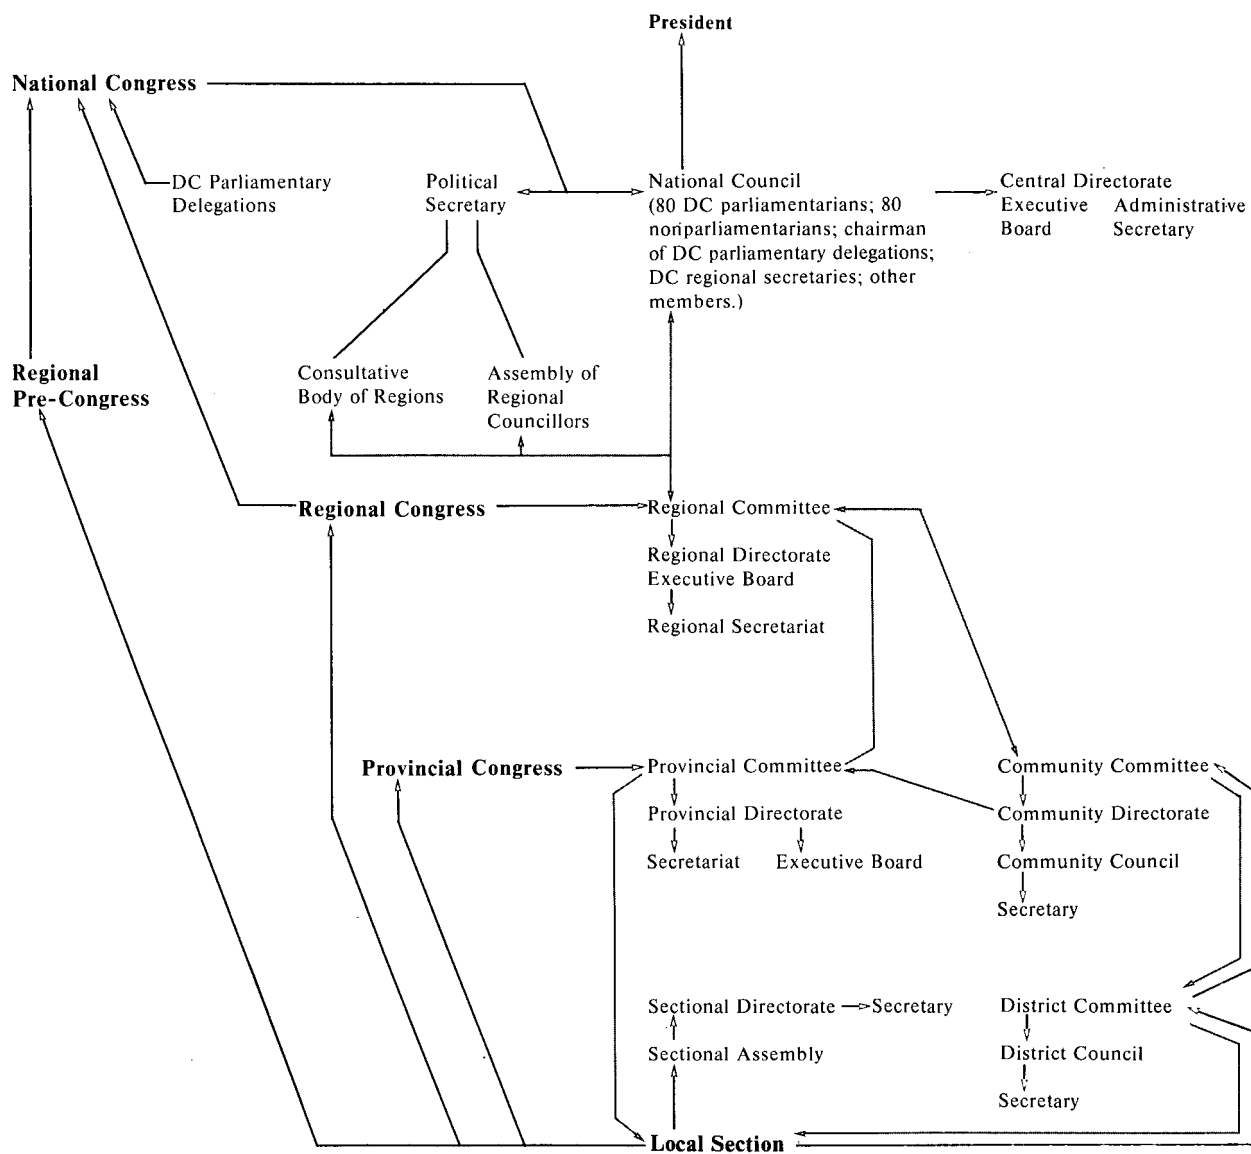 President
National Congress
DC Parliamentary
Delegations
Political
Secretary
National Council
(80 DC parliamentarians; 80
nonparliamentarians; chairman
of DC parliamentary delegations;
DC regional secretaries; other
members.)
Central Directorate
Executive Administrative
Board Secretary
Regional
Pre-Congress
Consultative
Body of Regions
Assembly of
Regional
Councillors
Regional Congress
Regional Committee
Regional Directorate
Executive Board
Regional Secretariat
Provincial Congress
Provincial Committee
Community Committee
Provincial Directorate
Community Directorate
Secretariat Executive Board
Community Council
Secretary
Sectional Directorate Secretary
District Committee
Sectional Assembly
District Council
Secretary
Local Section